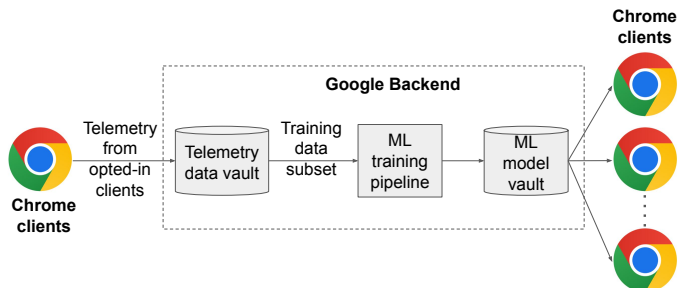 Chrome
clients
Google Backend
Telemetry
from
opted-in
clients
Chrome
clients
Telemetry
data vault
Training
data
subset
ML
training
pipeline
ML
model
vault